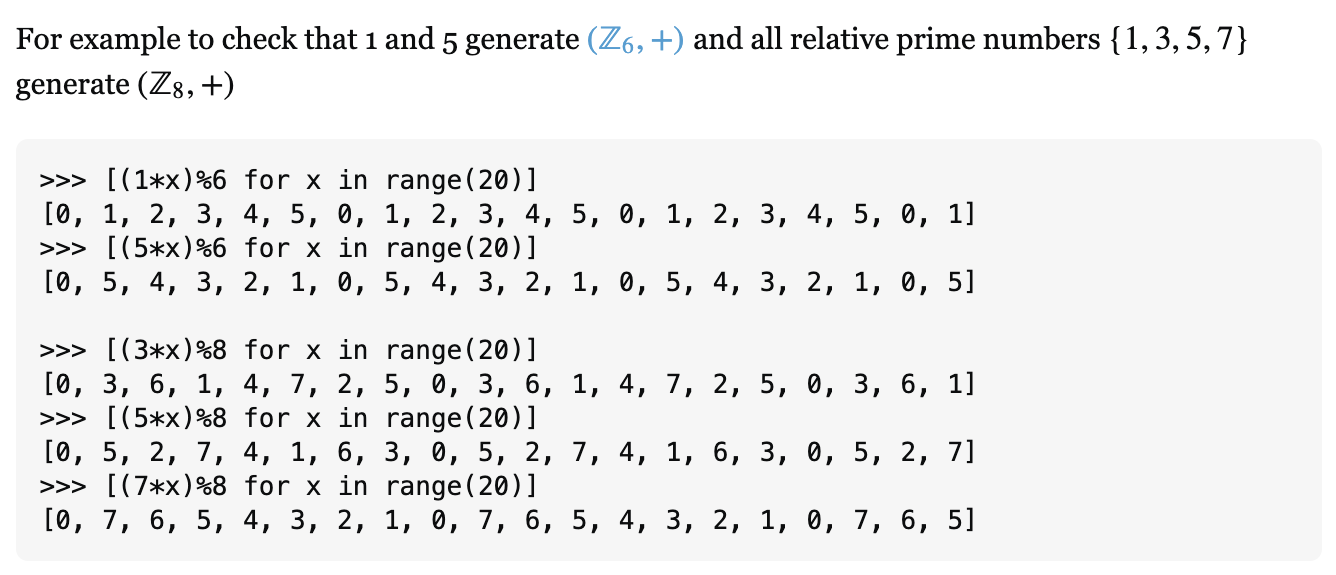 For example to check that 1 and 5 generate (ℤ₆, +) and all relative prime numbers {1, 3, 5, 7}
generate (ℤ₈, +)
>>> [(1*x)%6 for x in range(20)]
[0, 1, 2, 3, 4, 5, 0, 1, 2, 3, 4, 5, 0, 1, 2, 3, 4, 5, 0, 1]
>>> [(5*x)%6 for x in range(20)]
[0, 5, 4, 3, 2, 1, 0, 5, 4, 3, 2, 1, 0, 5, 4, 3, 2, 1, 0, 5]
>>> [(3*x)%8 for x in range(20)]
[0, 3, 6, 1, 4, 7, 2, 5, 0, 3, 6, 1, 4, 7, 2, 5, 0, 3, 6, 1]
>>> [(5*x)%8 for x in range(20)]
[0, 5, 2, 7, 4, 1, 6, 3, 0, 5, 2, 7, 4, 1, 6, 3, 0, 5, 2, 7]
>>> [(7*x)%8 for x in range(20)]
[0, 7, 6, 5, 4, 3, 2, 1, 0, 7, 6, 5, 4, 3, 2, 1, 0, 7, 6, 5]